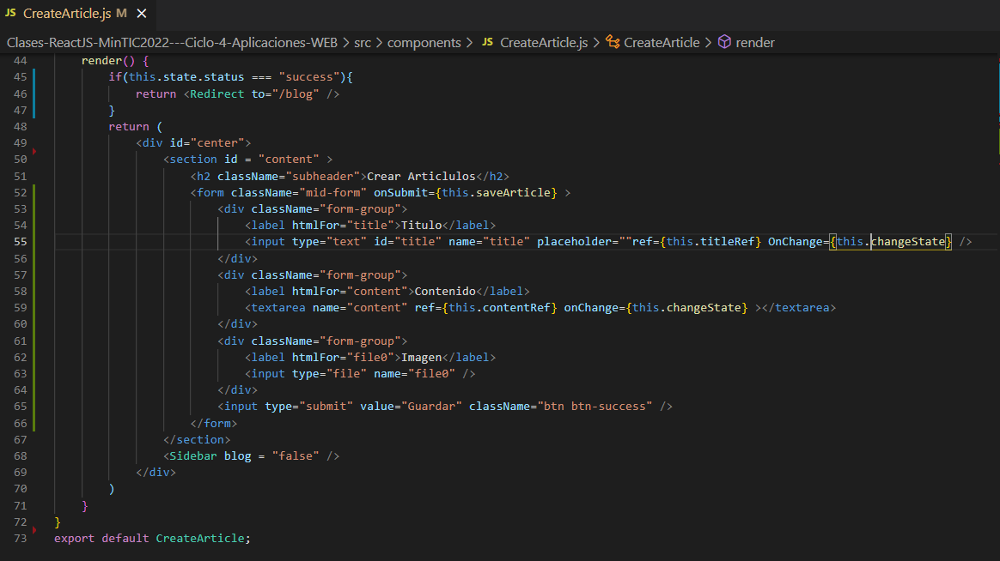 JS CreateArticle.js M ×
Clases-ReactJS-MinTIC2022---Ciclo-4-Aplicaciones-WEB > src > components > JS CreateArticle.js > CreateArticle > render
44 render() {
45 if(this.state.status === "success"){
46 return <Redirect to="/blog" />
47 }
48 return (
49 <div id="center">
50 <section id = "content" >
51 <h2 className="subheader">Crear Articlulos</h2>
52 <form className="mid-form" onSubmit={this.saveArticle} >
53 <div className="form-group">
54 <label htmlFor="title">Titulo</label>
55 <input type="text" id="title" name="title" placeholder=""ref={this.titleRef} OnChange={this.changeState} />
56 </div>
57 <div className="form-group">
58 <label htmlFor="content">Contenido</label>
59 <textarea name="content" ref={this.contentRef} onChange={this.changeState} ></textarea>
60 </div>
61 <div className="form-group">
62 <label htmlFor="file0">Imagen</label>
63 <input type="file" name="file0" />
64 </div>
65 <input type="submit" value="Guardar" className="btn btn-success" />
66 </form>
67 </section>
68 <Sidebar blog = "false" />
69 </div>
70 )
71 }
72 }
73 export default CreateArticle;